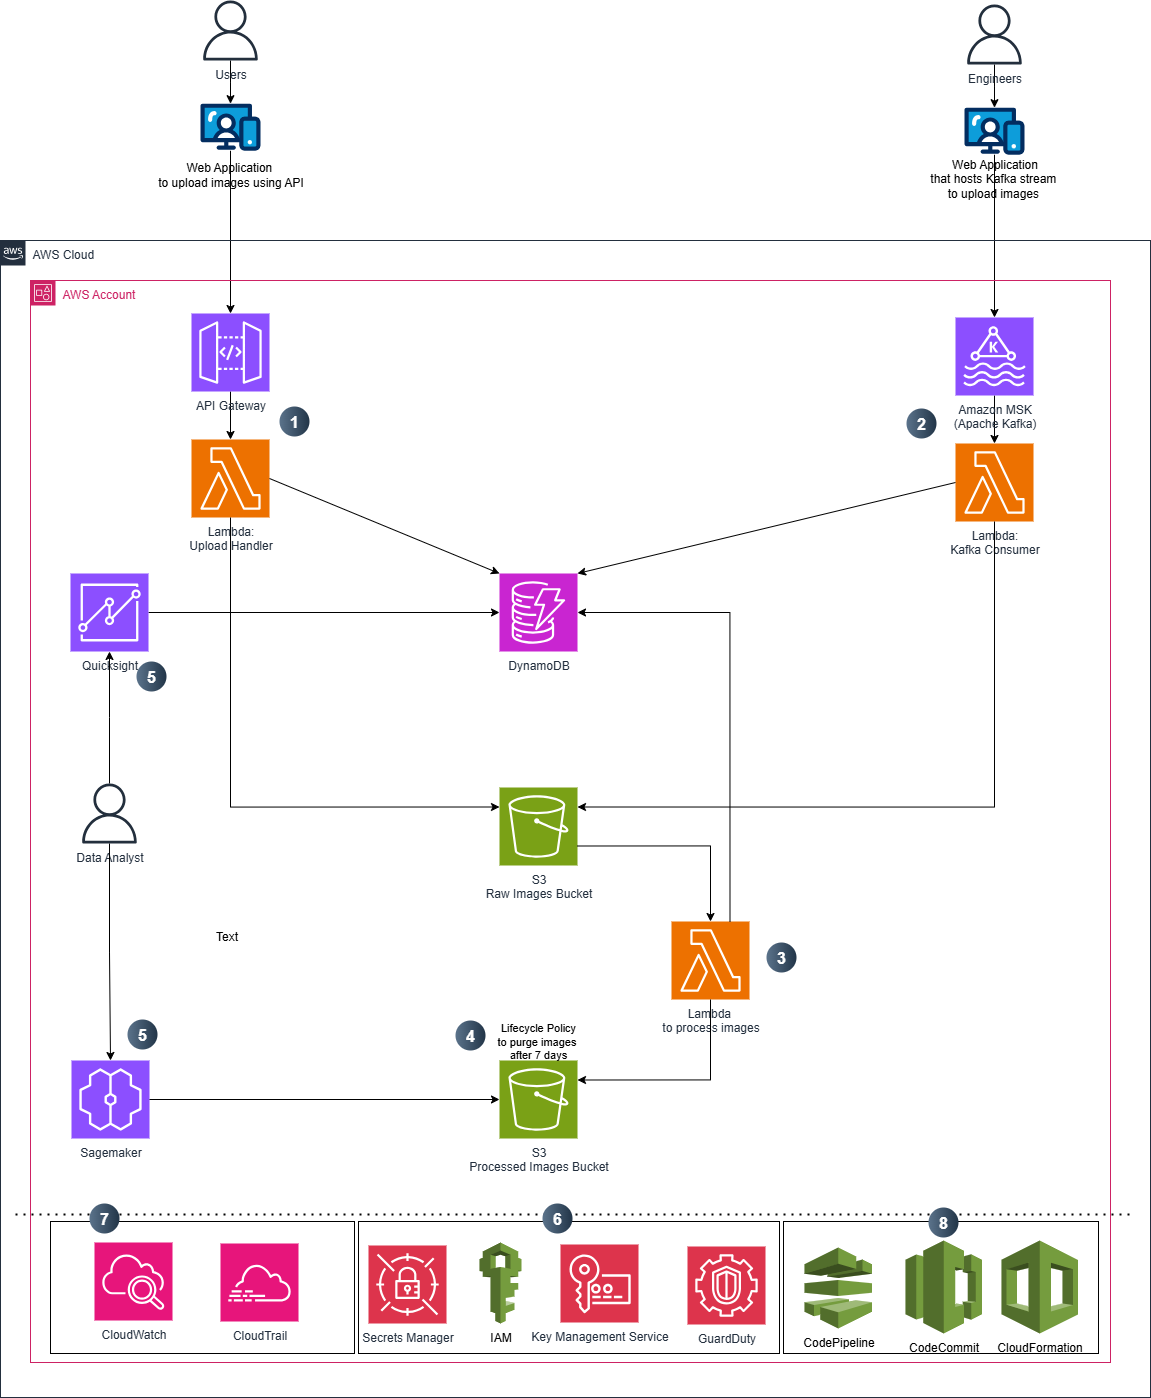 Users
Engineers
Web Application
to upload images using API
Web Application
that hosts Kafka stream
to upload images
aws
AWS Cloud
AWS Account
</>
K
API Gateway
1
Amazon MSK
(Apache Kafka)
2
Lambda:
Upload Handler
Lambda:
Kafka Consumer
Quicksight
5
DynamoDB
Data Analyst
S3
Raw Images Bucket
Text
3
Lambda
to process images
5
4
Lifecycle Policy
to purge images
after 7 days
Sagemaker
S3
Processed Images Bucket
7
6
8
CloudWatch
CloudTrail
Secrets Manager
IAM
Key Management Service
GuardDuty
CodePipeline
CodeCommit
CloudFormation